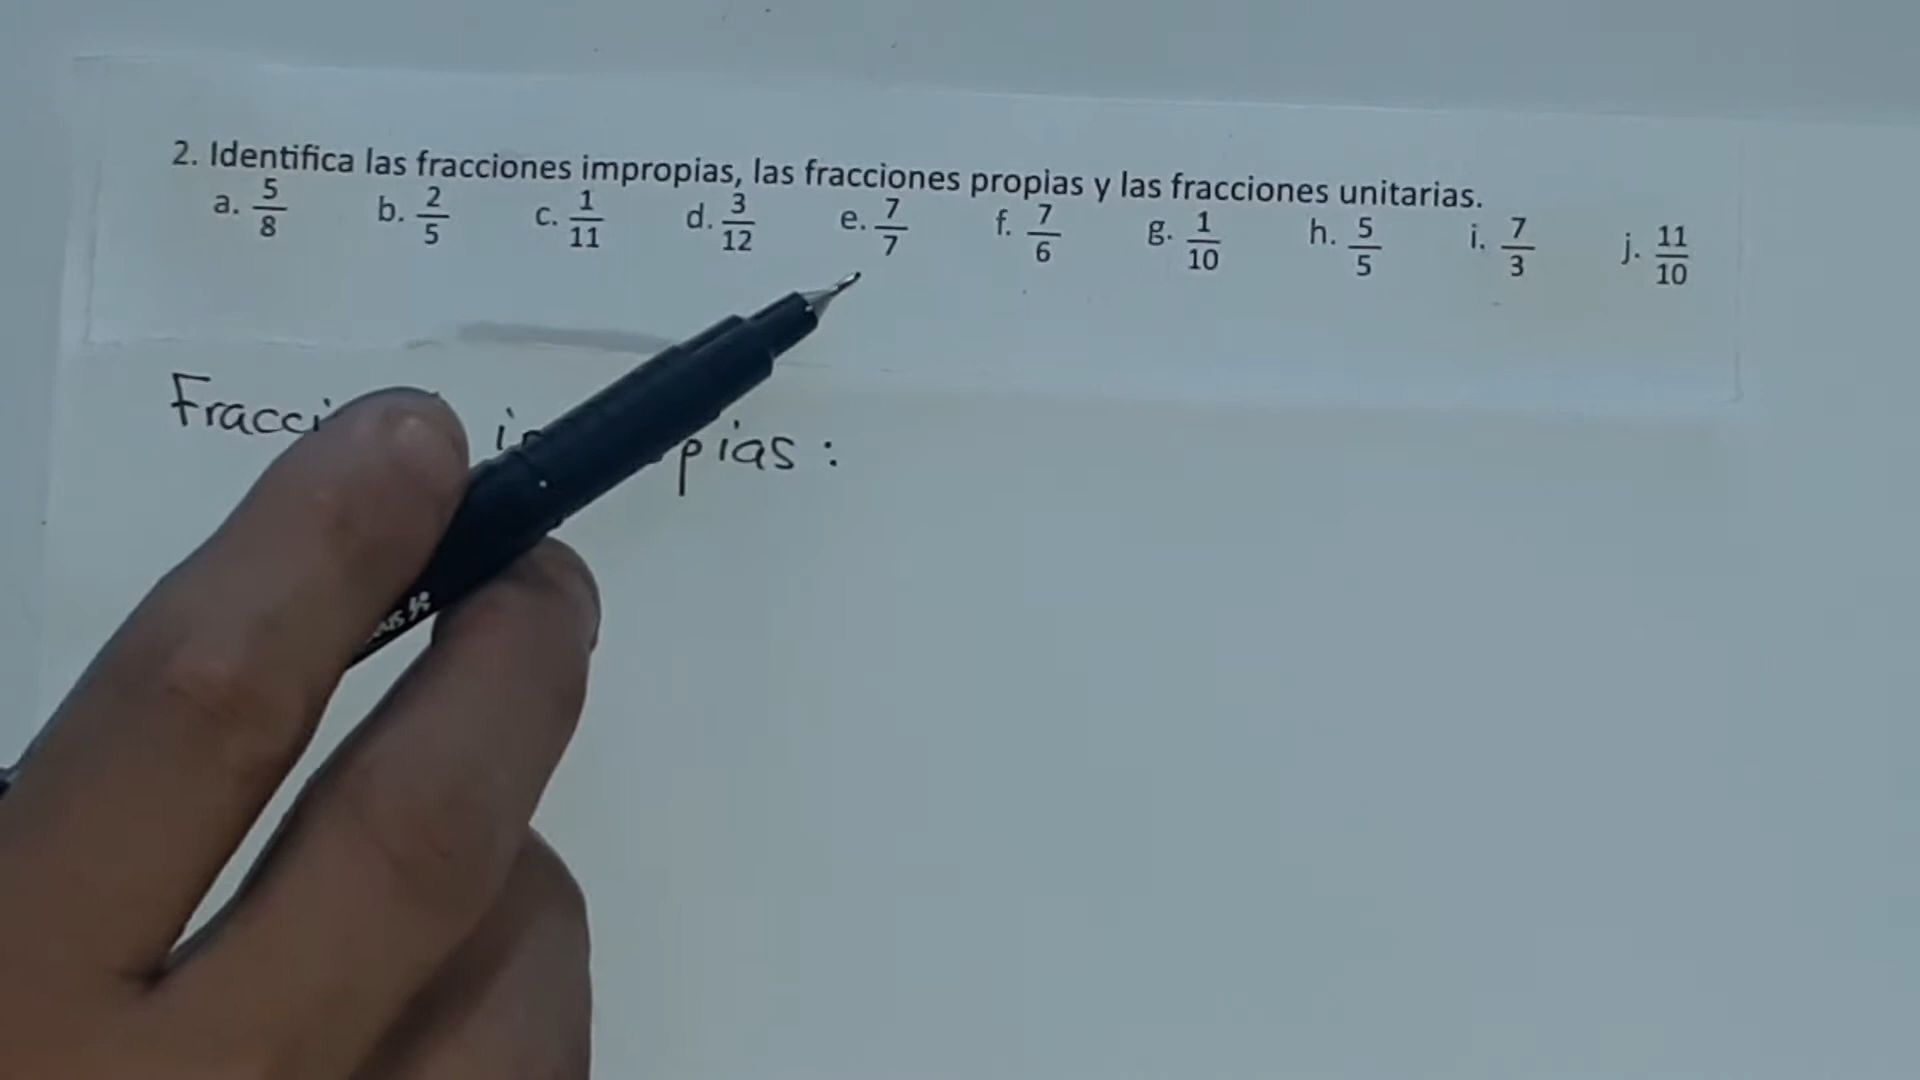 2. Identifica las fracciones impropias, las fracciones propias y las fracciones unitarias.
a. 5/8 b. 2/5 c. 1/11 d. 3/12 e. 7/7 f. 7/6 g. 1/10 h. 5/5 i. 7/3 j. 11/10